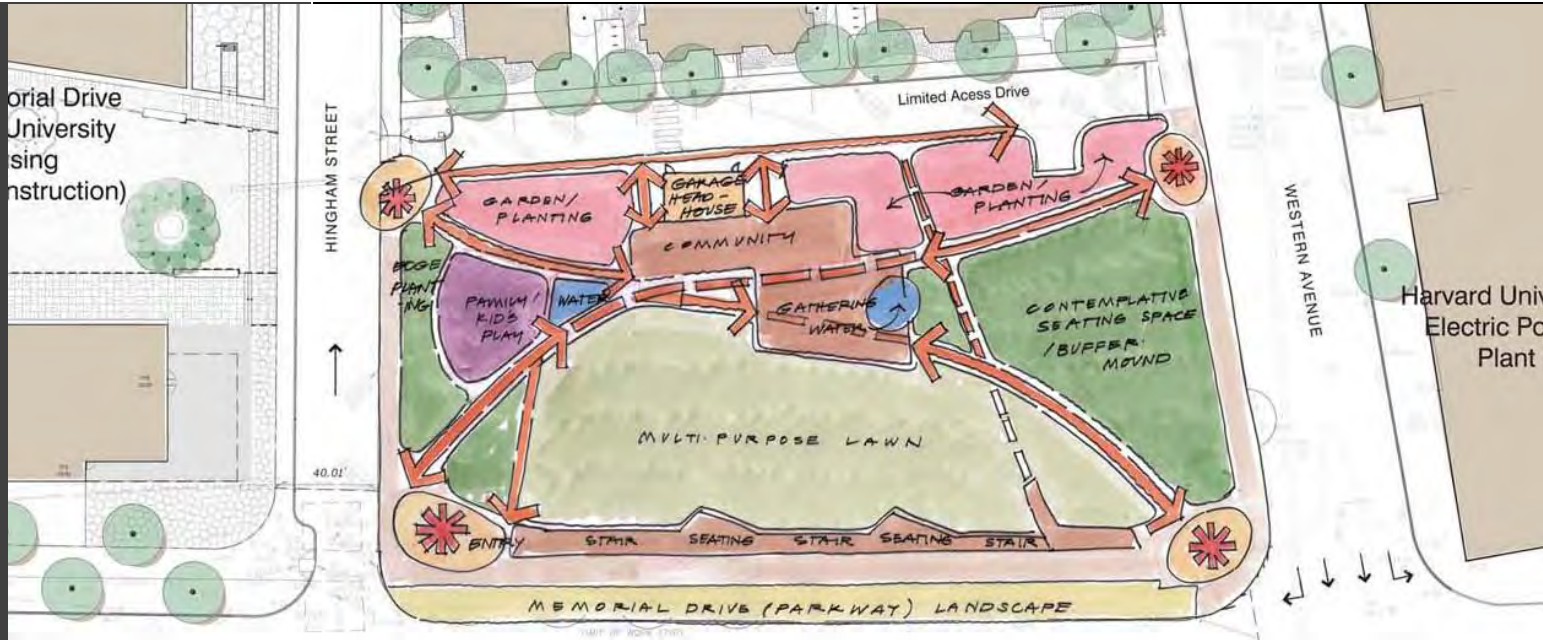 orial Drive
University
rsing
nstruction)
HINGHAM STREET
Limited Acess Drive
GARDEN/
PLANTING
GARAGE
HEAD-
HOUSE
GARDEN/
PLANTING
COMMUNITY
EDGE
PLANT
-ING
FAMILY/
KIDS
PLAY
WATER
GATHERING
WATER
CONTEMPLATIVE
SEATING SPACE
/BUFFER
MOUND
WESTERN AVENUE
Harvard Univ
Electric Po
Plant
MULTI-PURPOSE LAWN
40.01'
ENTRY
STAIR
SEATING
STAIR
SEATING
STAIR
MEMORIAL DRIVE (PARKWAY) LANDSCAPE